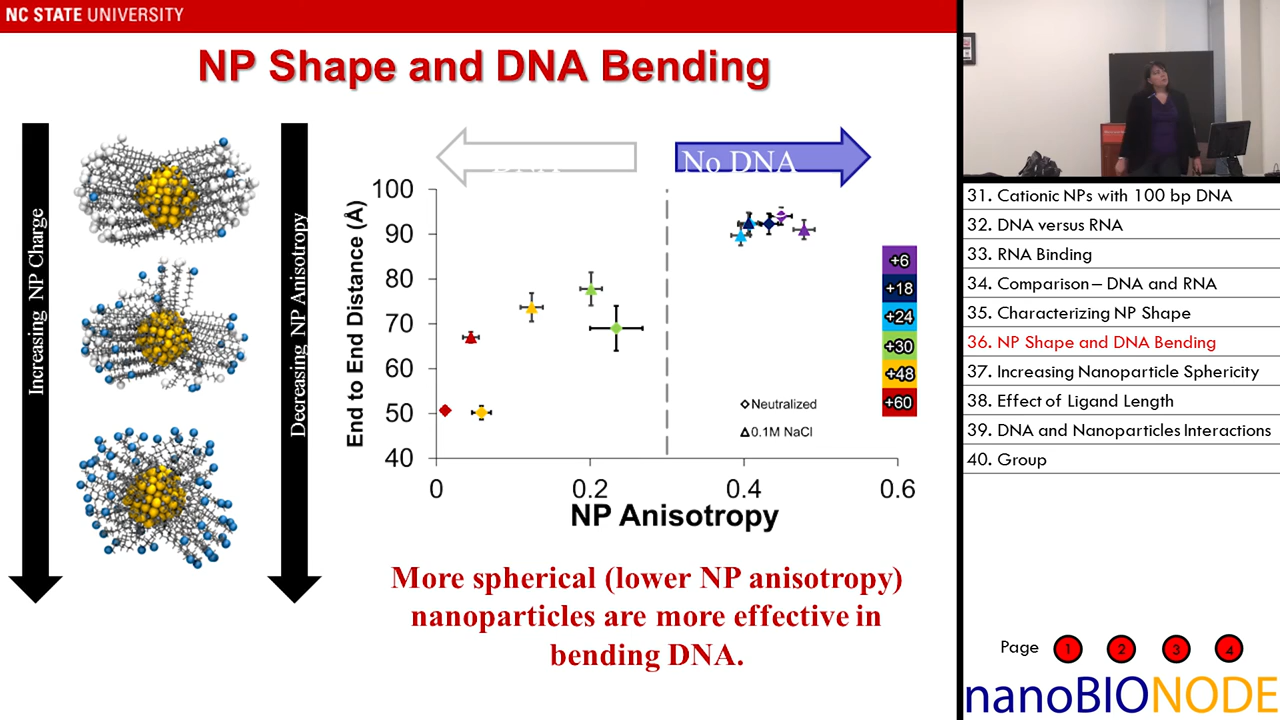 NC STATE UNIVERSITY
NP Shape and DNA Bending
Increasing NP Charge
Decreasing NP Anisotropy
DNA
No DNA
End to End Distance (Å)
100
90
80
70
60
50
40
0
0.2
0.4
0.6
NP Anisotropy
Neutralized
0.1M NaCl
+6
+18
+24
+30
+48
+60
More spherical (lower NP anisotropy)
nanoparticles are more effective in
bending DNA.
31. Cationic NPs with 100 bp DNA
32. DNA versus RNA
33. RNA Binding
34. Comparison – DNA and RNA
35. Characterizing NP Shape
36. NP Shape and DNA Bending
37. Increasing Nanoparticle Sphericity
38. Effect of Ligand Length
39. DNA and Nanoparticles Interactions
40. Group
Page 1 2 3 4
nanoBIONODE